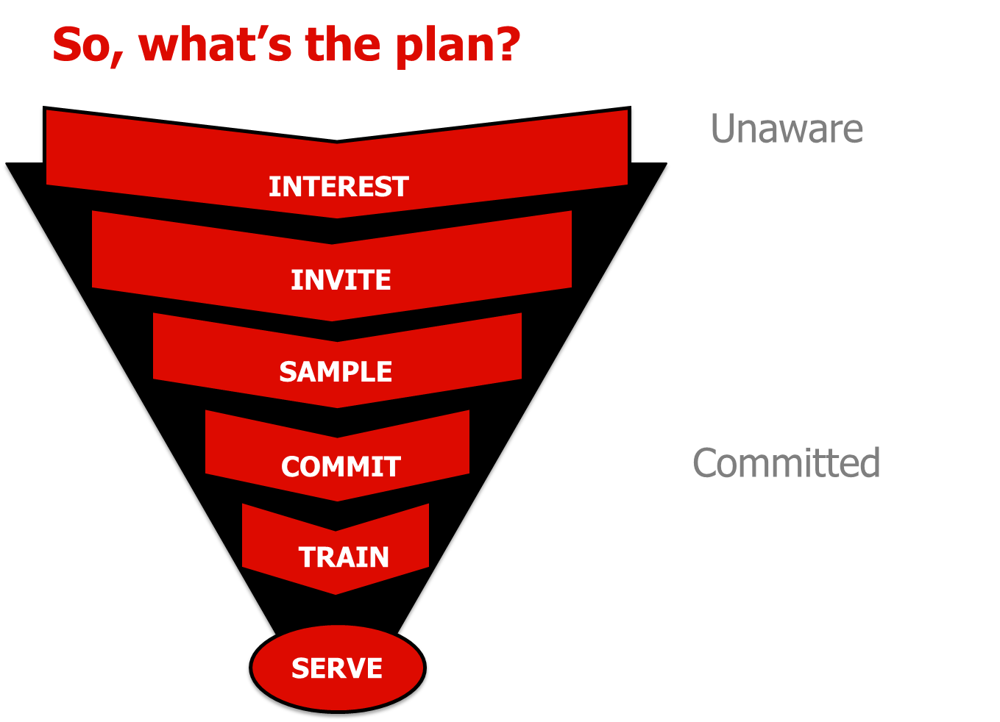 So, what’s the plan?
Unaware
INTEREST
INVITE
SAMPLE
COMMIT
Committed
TRAIN
SERVE